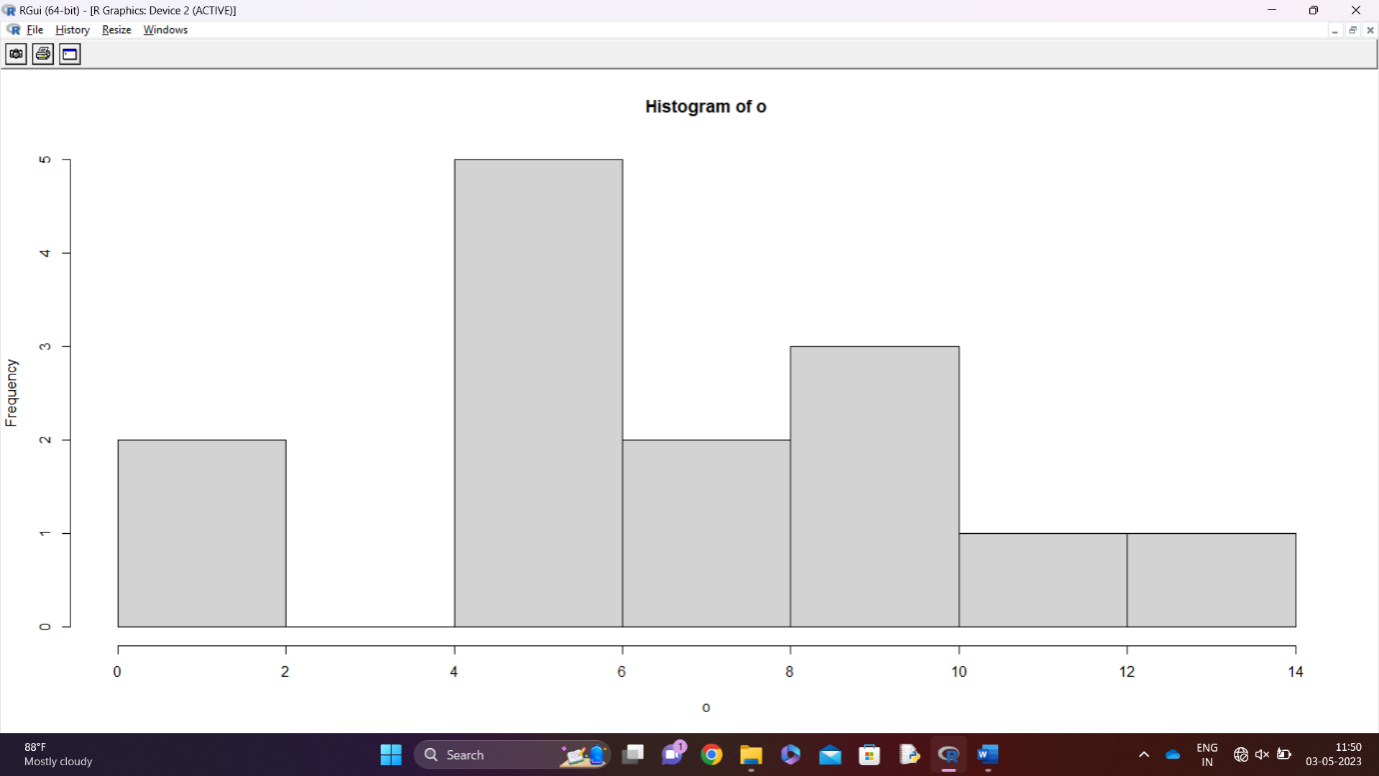 RGui (64-bit) - [R Graphics: Device 2 (ACTIVE)]
File History Resize Windows
Histogram of o
Frequency
5
4
3
2
1
0
0 2 4 6 8 10 12 14
o
88°F
Mostly cloudy
Search
1
ENG
IN
11:50
03-05-2023